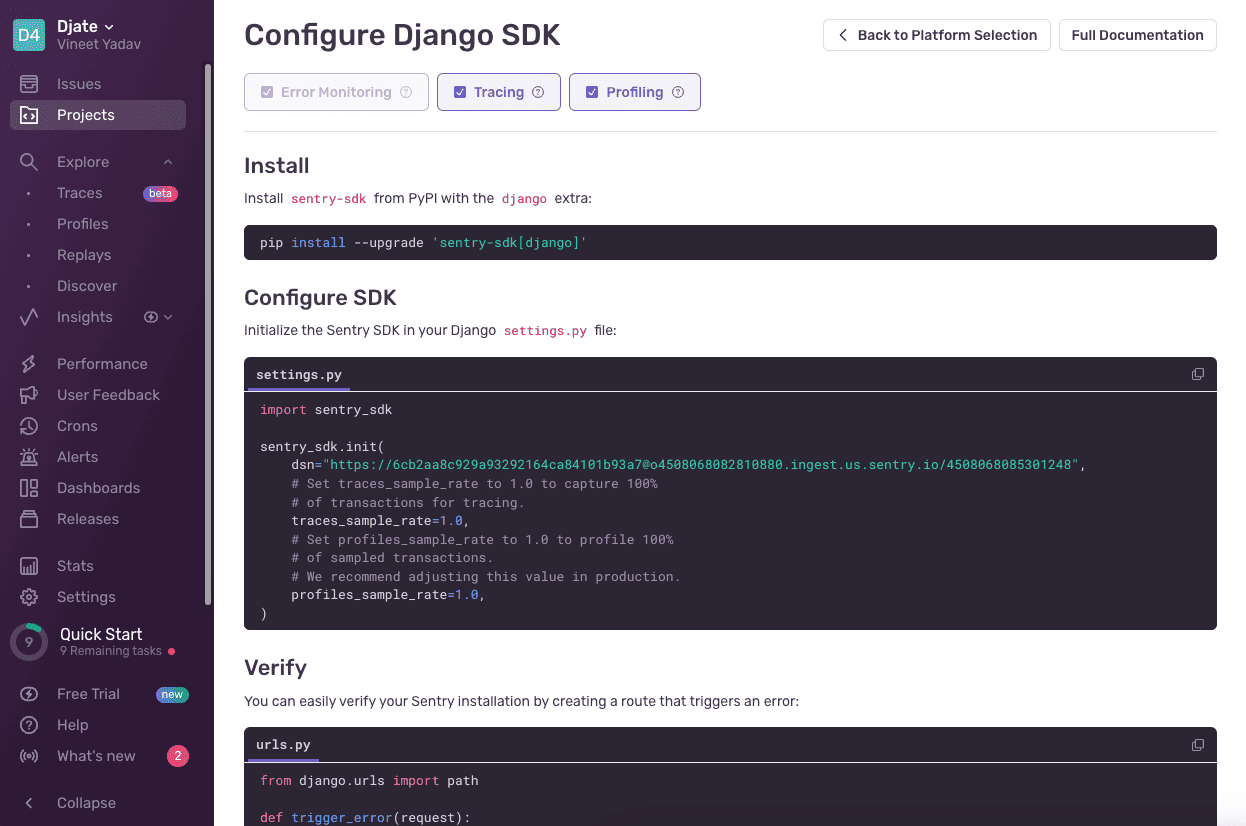 D4
Djate
Vineet Yadav
Issues
Projects
Explore
Traces beta
Profiles
Replays
Discover
Insights
Performance
User Feedback
Crons
Alerts
Dashboards
Releases
Stats
Settings
9
Quick Start
9 Remaining tasks
Free Trial new
Help
What's new 2
Collapse
Configure Django SDK
Back to Platform Selection
Full Documentation
Error Monitoring ?
Tracing ?
Profiling ?
Install
Install sentry-sdk from PyPI with the django extra:
pip install --upgrade 'sentry-sdk[django]'
Configure SDK
Initialize the Sentry SDK in your Django settings.py file:
settings.py
import sentry_sdk
sentry_sdk.init(
    dsn="https://6cb2aa8c929a93292164ca84101b93a7@o4508068082810880.ingest.us.sentry.io/4508068085301248",
    # Set traces_sample_rate to 1.0 to capture 100%
    # of transactions for tracing.
    traces_sample_rate=1.0,
    # Set profiles_sample_rate to 1.0 to profile 100%
    # of sampled transactions.
    # We recommend adjusting this value in production.
    profiles_sample_rate=1.0,
)
Verify
You can easily verify your Sentry installation by creating a route that triggers an error:
urls.py
from django.urls import path
def trigger_error(request):